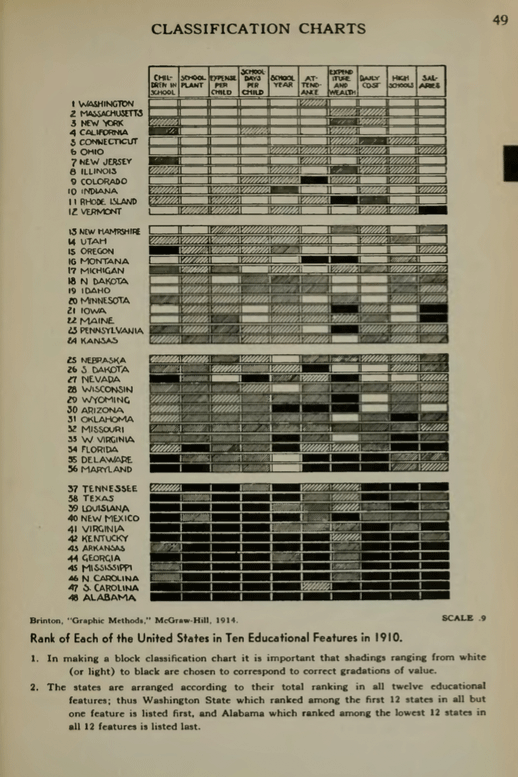 49
CLASSIFICATION CHARTS
CHIL-DREN IN SCHOOL
SCHOOL PLANT
EXPENSE PER CHILD
SCHOOL DAYS PER CHILD
SCHOOL YEAR
AT-TEND-ANCE
EXPEND ITURE AND WEALTH
DAILY COST
HIGH SCHOOLS
SAL-ARIES
1 WASHINGTON
2 MASSACHUSETTS
3 NEW YORK
4 CALIFORNIA
5 CONNECTICUT
6 OHIO
7 NEW JERSEY
8 ILLINOIS
9 COLORADO
10 INDIANA
11 RHODE ISLAND
12 VERMONT
13 NEW HAMPSHIRE
14 UTAH
15 OREGON
16 MONTANA
17 MICHIGAN
18 N DAKOTA
19 IDAHO
20 MINNESOTA
21 IOWA
22 MAINE
23 PENNSYLVANIA
24 KANSAS
25 NEBRASKA
26 S. DAKOTA
27 NEVADA
28 WISCONSIN
29 WYOMING
30 ARIZONA
31 OKLAHOMA
32 MISSOURI
33 W VIRGINIA
34 FLORIDA
35 DELAWARE
36 MARYLAND
37 TENNESSEE
38 TEXAS
39 LOUISIANA
40 NEW MEXICO
41 VIRGINIA
42 KENTUCKY
43 ARKANSAS
44 GEORGIA
45 MISSISSIPPI
46 N CAROLINA
47 S. CAROLINA
48 ALABAMA
Brinton, "Graphic Methods," McGraw-Hill, 1914.
SCALE .9
Rank of Each of the United States in Ten Educational Features in 1910.
1. In making a block classification chart it is important that shadings ranging from white
(or light) to black are chosen to correspond to correct gradations of value.
2. The states are arranged according to their total ranking in all twelve educational
features; thus Washington State which ranked among the first 12 states in all but
one feature is listed first, and Alabama which ranked among the lowest 12 states in
all 12 features is listed last.